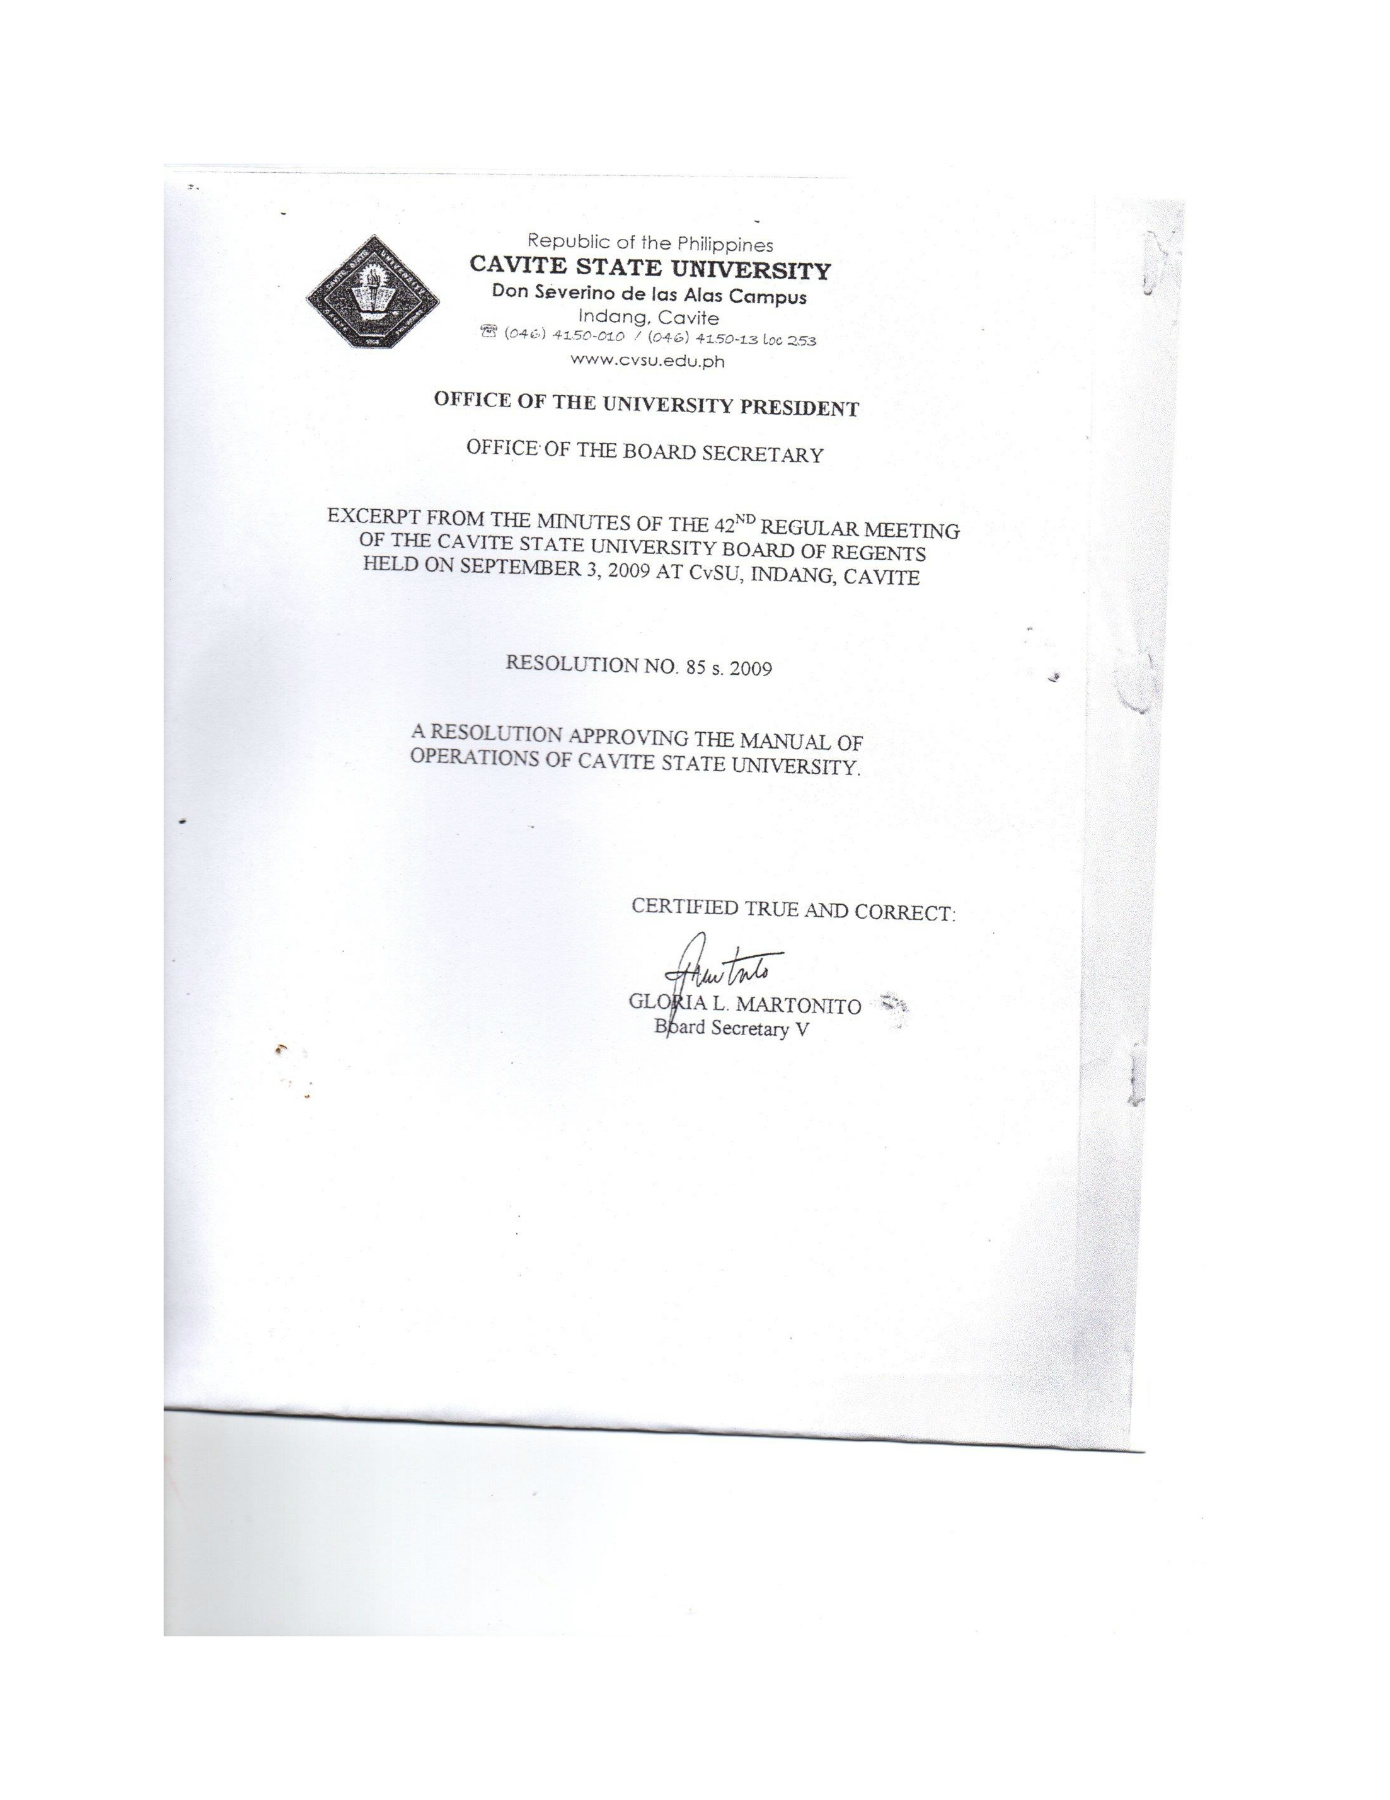 Republic of the Philippines
CAVITE STATE UNIVERSITY
Don Severino de las Alas Campus
Indang, Cavite
☏ (046) 4150-010 / (046) 4150-13 loc 253
www.cvsu.edu.ph
CAVITE STATE UNIVERSITY
OFFICE OF THE UNIVERSITY PRESIDENT
OFFICE OF THE BOARD SECRETARY
EXCERPT FROM THE MINUTES OF THE 42ND REGULAR MEETING
OF THE CAVITE STATE UNIVERSITY BOARD OF REGENTS
HELD ON SEPTEMBER 3, 2009 AT CvSU, INDANG, CAVITE
RESOLUTION NO. 85 s. 2009
A RESOLUTION APPROVING THE MANUAL OF
OPERATIONS OF CAVITE STATE UNIVERSITY.
CERTIFIED TRUE AND CORRECT:
GLORIA L. MARTONITO
Board Secretary V